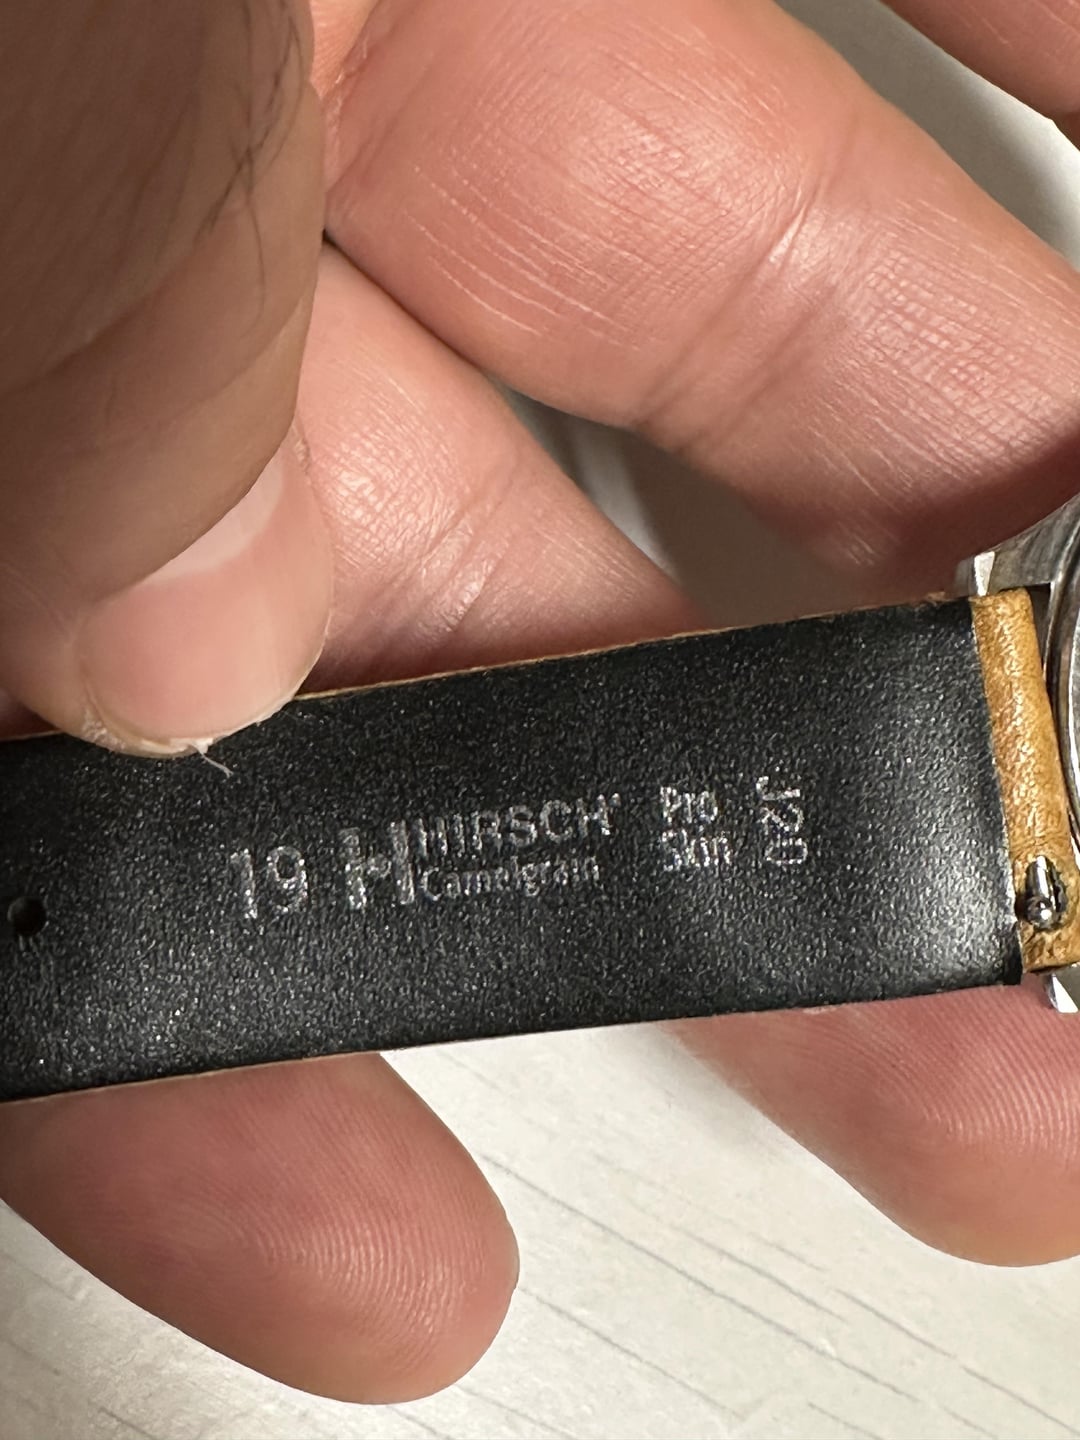 19
HIRSCH
Camelgrain
Pro
Skin